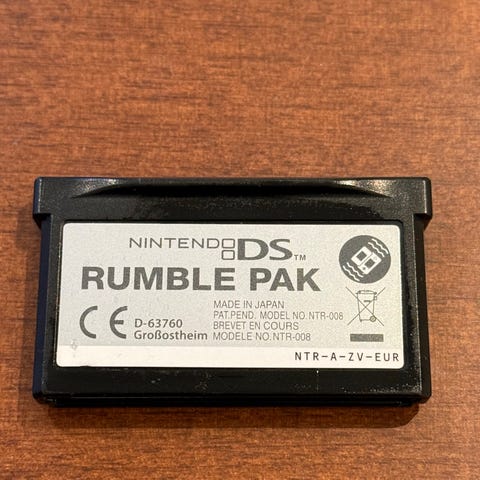 NINTENDO DS™
RUMBLE PAK
CE
D-63760
Großostheim
MADE IN JAPAN
PAT.PEND. MODEL NO. NTR-008
BREVET EN COURS
MODELE NO. NTR-008
NTR-A-ZV-EUR